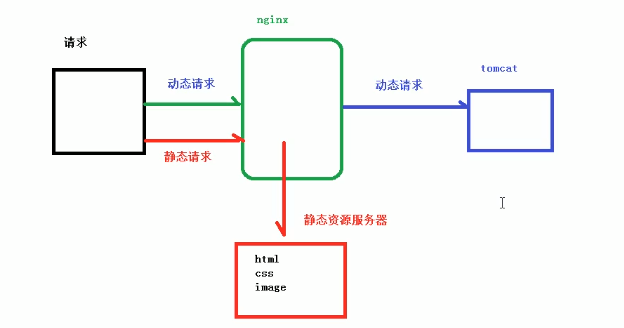 nginx
请求
tomcat
动态请求
动态请求
静态请求
静态资源服务器
html
css
image